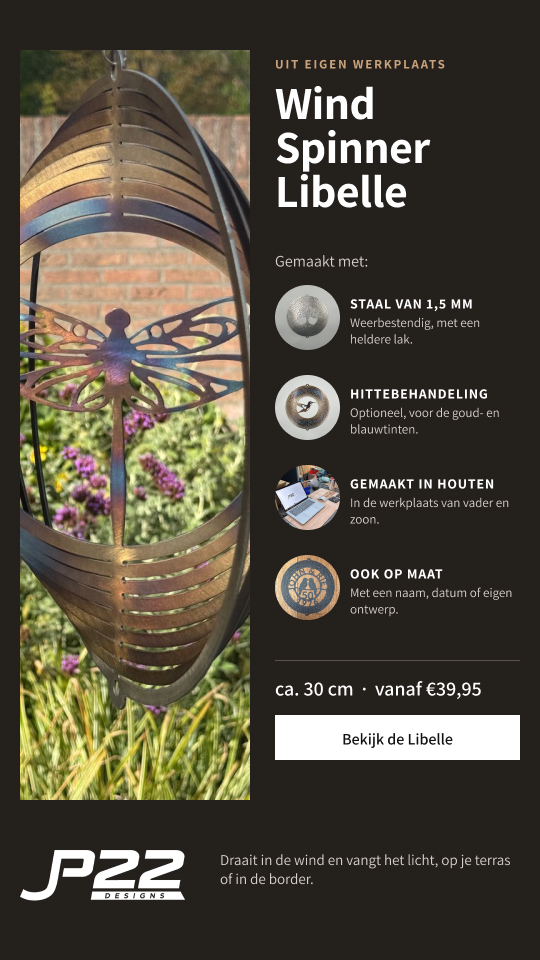 UIT EIGEN WERKPLAATS
Wind
Spinner
Libelle
Gemaakt met:
STAAL VAN 1,5 MM
Weerbestendig, met een
heldere lak.
HITTEBEHANDELING
Optioneel, voor de goud- en
blauwtinten.
GEMAAKT IN HOUTEN
In de werkplaats van vader en
zoon.
OOK OP MAAT
Met een naam, datum of eigen
ontwerp.
ca. 30 cm · vanaf €39,95
Bekijk de Libelle
JP22
DESIGNS
Draait in de wind en vangt het licht, op je terras
of in de border.